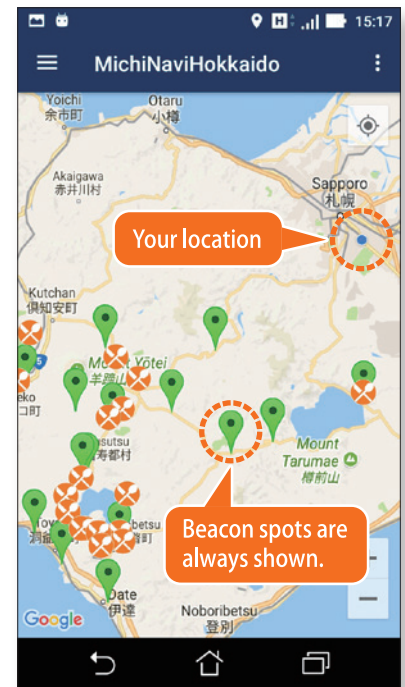 15:17
MichiNaviHokkaido
Yoichi
余市町
Otaru
小樽
Akaigawa
赤井川村
Sapporo
札幌
Your location
Kutchan
倶知安町
5
Yōtei
羊蹄山
Mount
Tarumae
樽前山
Beacon spots are
always shown.
Date
伊達
Noboribetsu
登別
Google